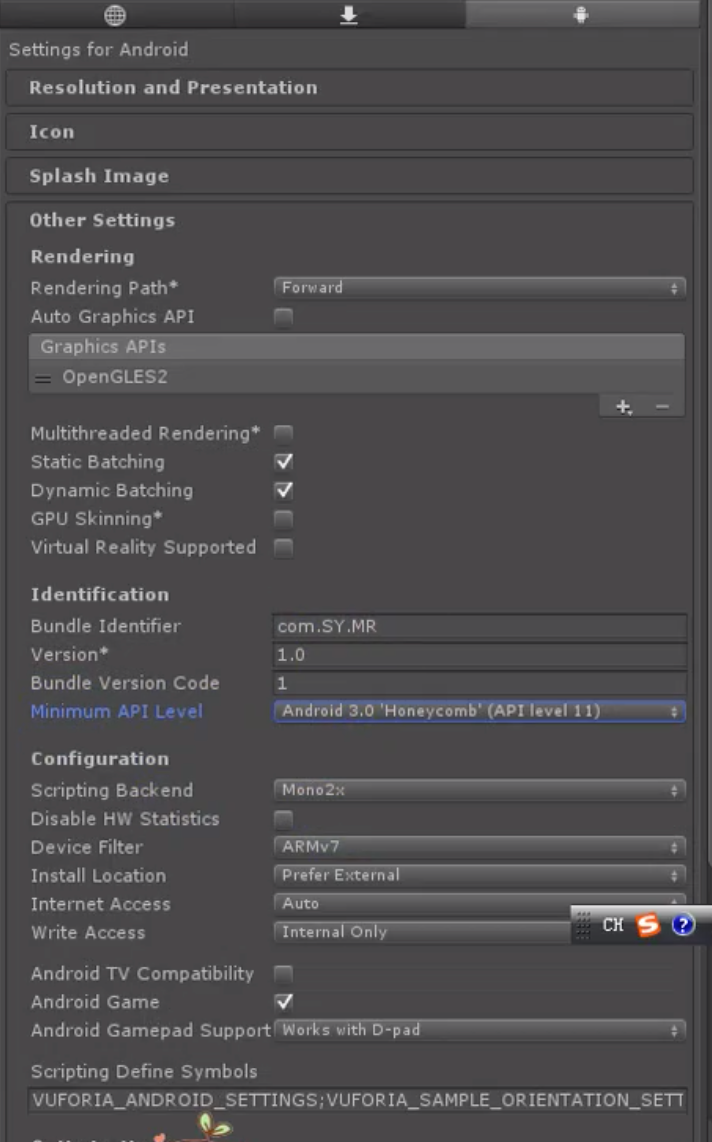 Settings for Android
Resolution and Presentation
Icon
Splash Image
Other Settings
Rendering
Rendering Path* Forward
Auto Graphics API
Graphics APIs
= OpenGLES2
+ −
Multithreaded Rendering*
Static Batching
Dynamic Batching
GPU Skinning*
Virtual Reality Supported
Identification
Bundle Identifier com.SY.MR
Version* 1.0
Bundle Version Code 1
Minimum API Level Android 3.0 'Honeycomb' (API level 11)
Configuration
Scripting Backend Mono2x
Disable HW Statistics
Device Filter ARMv7
Install Location Prefer External
Internet Access Auto
CH S ?
Write Access Internal Only
Android TV Compatibility
Android Game
Android Gamepad Support Works with D-pad
Scripting Define Symbols
VUFORIA_ANDROID_SETTINGS;VUFORIA_SAMPLE_ORIENTATION_SETT